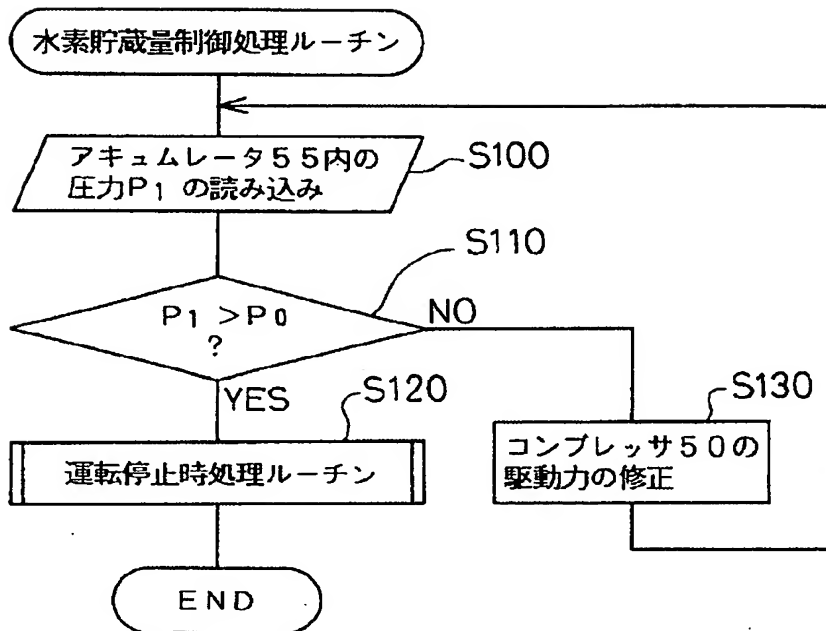 水素貯蔵量制御処理ルーチン
アキュムレータ55内の
圧力P1 の読み込み
S100
S110
P1 >P0
?
NO
YES
S120
S130
運転停止時処理ルーチン
コンプレッサ50の
駆動力の修正
END